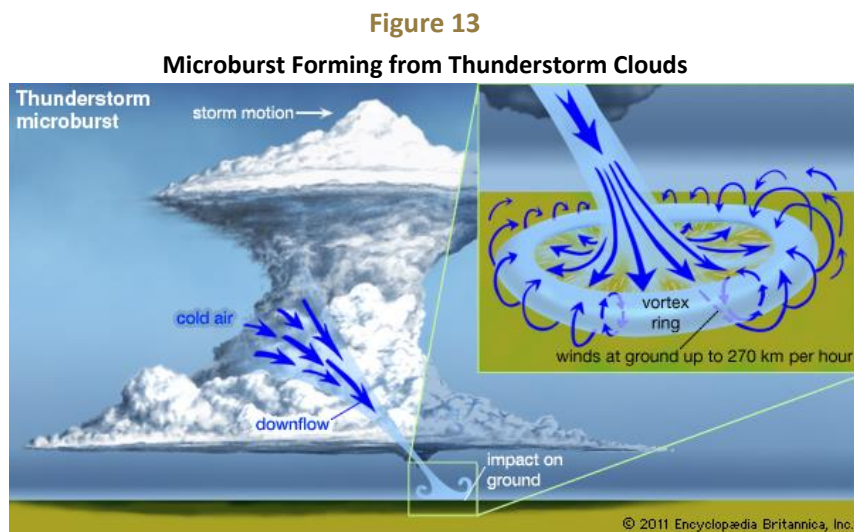 Figure 13
Microburst Forming from Thunderstorm Clouds
Thunderstorm
microburst
storm motion
cold air
downflow
impact on
ground
vortex
ring
winds at ground up to 270 km per hour
© 2011 Encyclopædia Britannica, Inc.